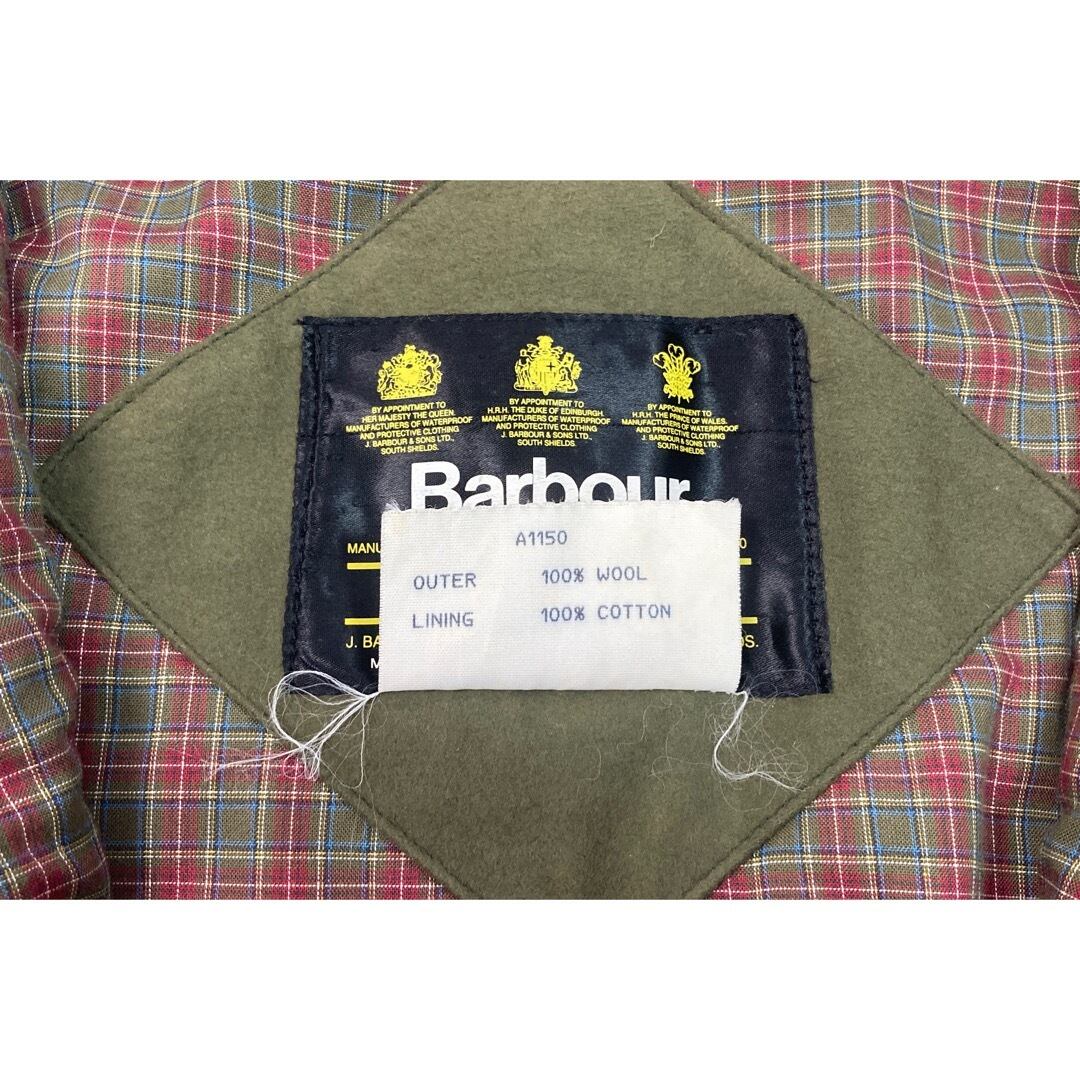 BY APPOINTMENT TO
HER MAJESTY THE QUEEN.
MANUFACTURERS OF WATERPROOF
AND PROTECTIVE CLOTHING
J. BARBOUR & SONS LTD.,
SOUTH SHIELDS.
BY APPOINTMENT TO
H.R.H. THE DUKE OF EDINBURGH.
MANUFACTURERS OF WATERPROOF
AND PROTECTIVE CLOTHING
J. BARBOUR & SONS LTD.,
SOUTH SHIELDS.
BY APPOINTMENT TO
H.R.H. THE PRINCE OF WALES.
MANUFACTURERS OF WATERPROOF
AND PROTECTIVE CLOTHING
J. BARBOUR & SONS LTD.,
SOUTH SHIELDS.
Barbour
A1150
OUTER 100% WOOL
LINING 100% COTTON
J.